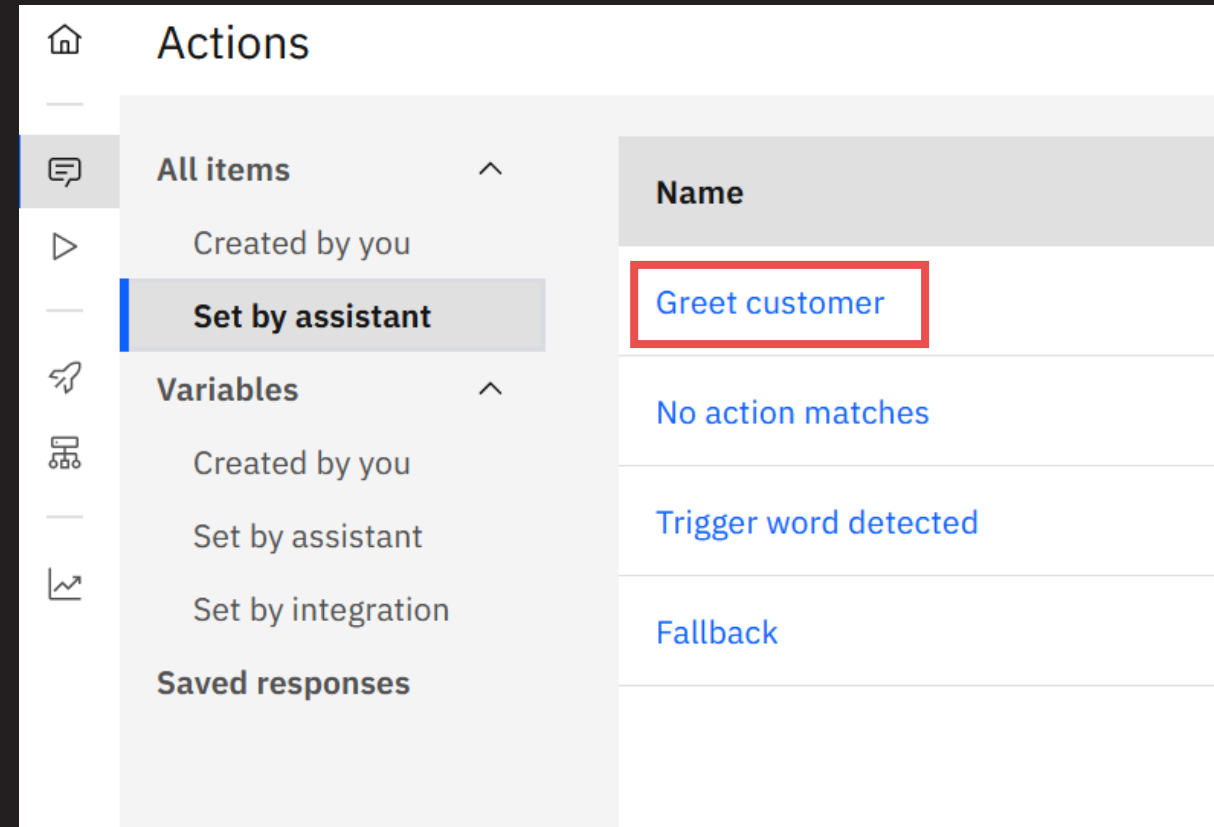 Actions
All items
Created by you
Set by assistant
Variables
Created by you
Set by assistant
Set by integration
Saved responses
Name
Greet customer
No action matches
Trigger word detected
Fallback